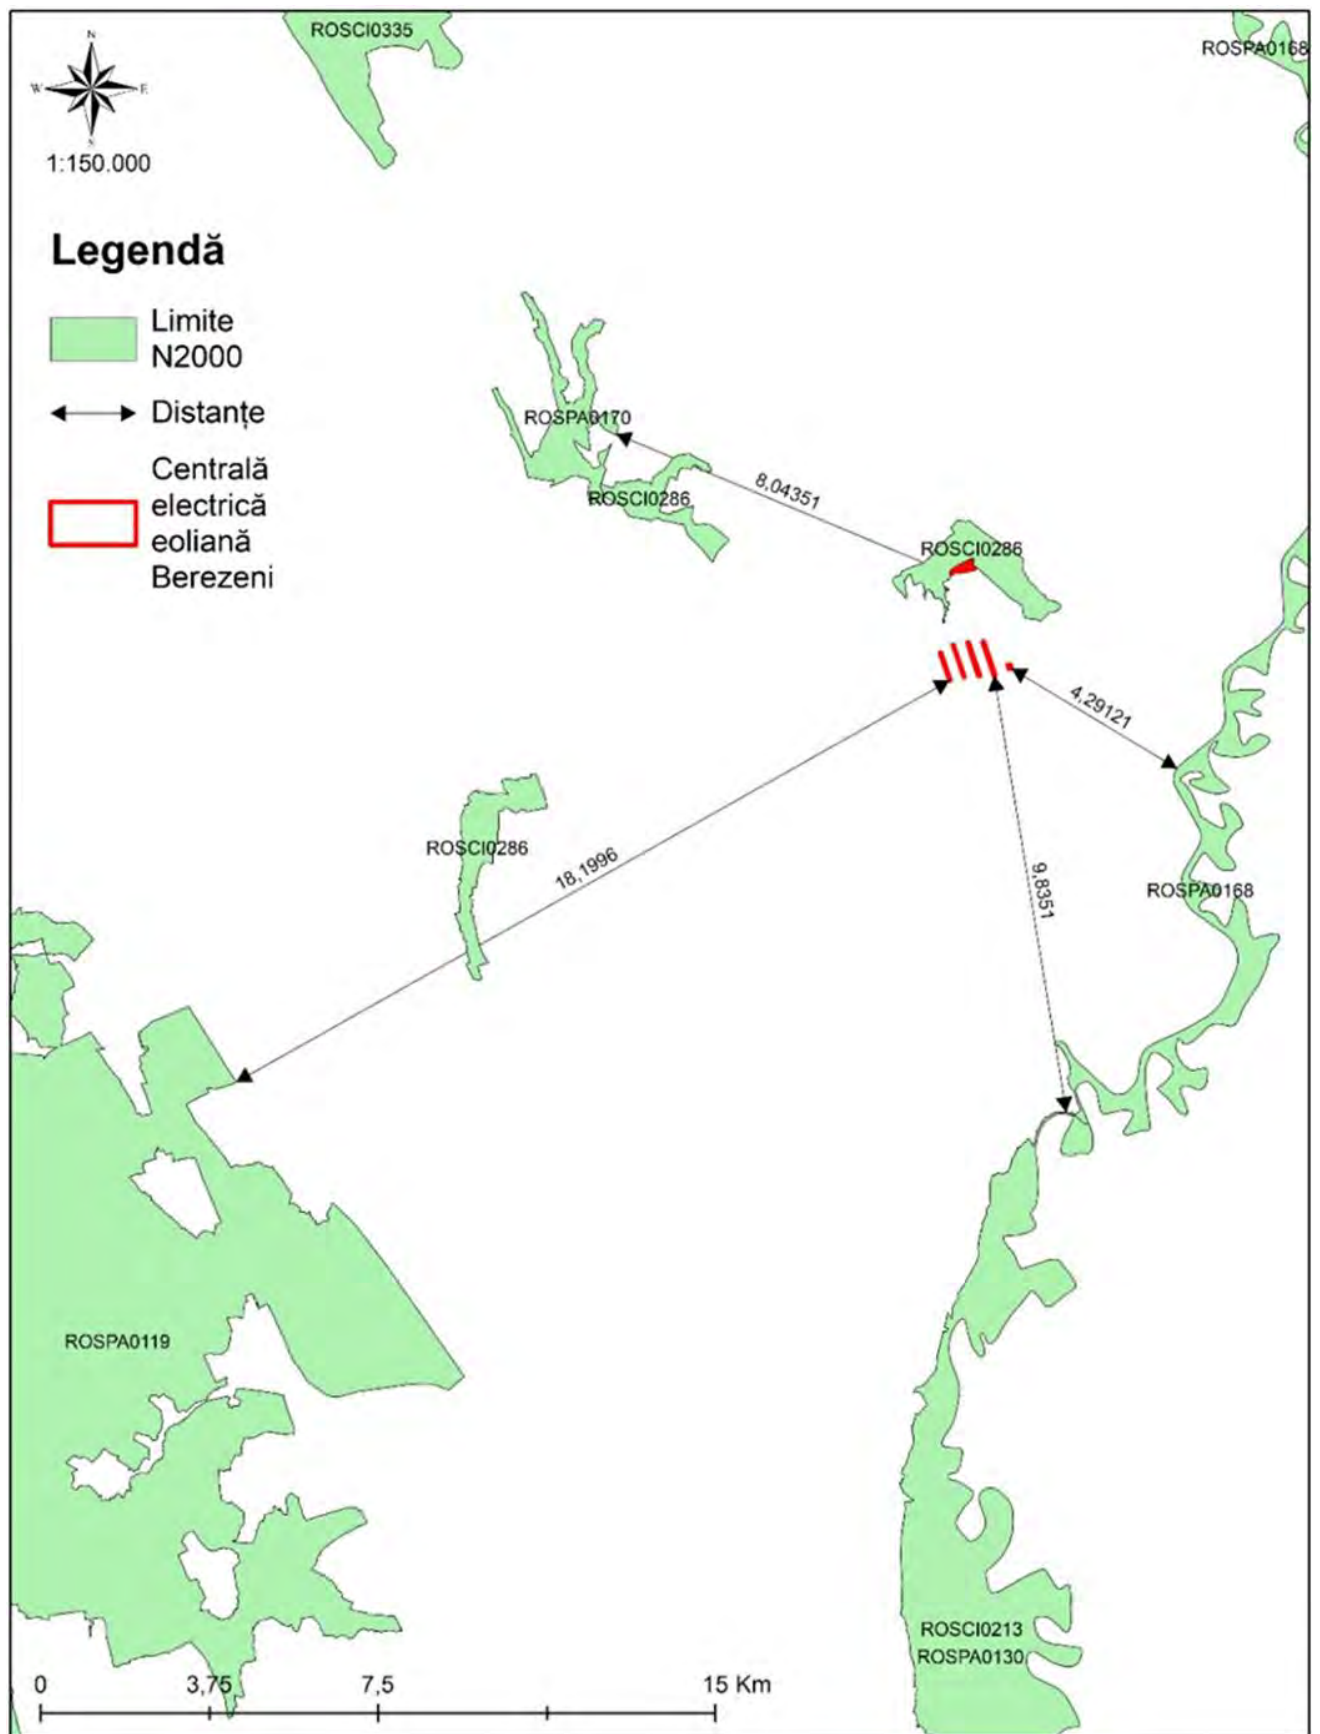 ROSCI0335
ROSPA0168
N
W
E
S
1:150.000
Legendă
Limite
N2000
Distanțe
Centrală
electrică
eoliană
Berezeni
ROSPA0170
ROSCI0286
8,04351
ROSCI0286
4,29121
ROSCI0286
18,1996
9,8351
ROSPA0168
ROSPA0119
ROSCI0213
ROSPA0130
0
3,75
7,5
15 Km